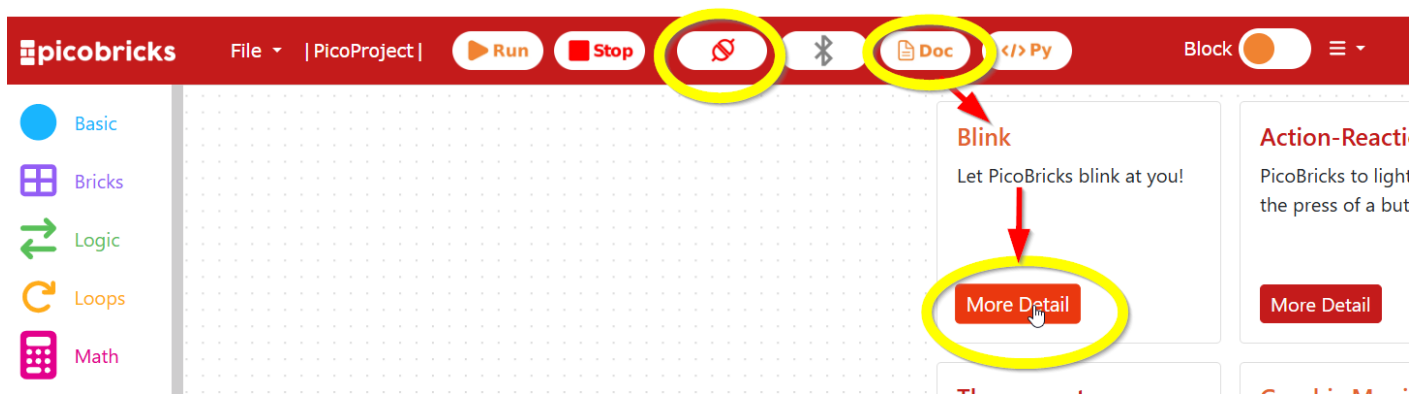 picobricks File |PicoProject| Run Stop Doc </> Py Block
Basic
Bricks
Logic
Loops
Math
Blink
Let PicoBricks blink at you!
More Detail
Action-Reacti
PicoBricks to light
the press of a but
More Detail